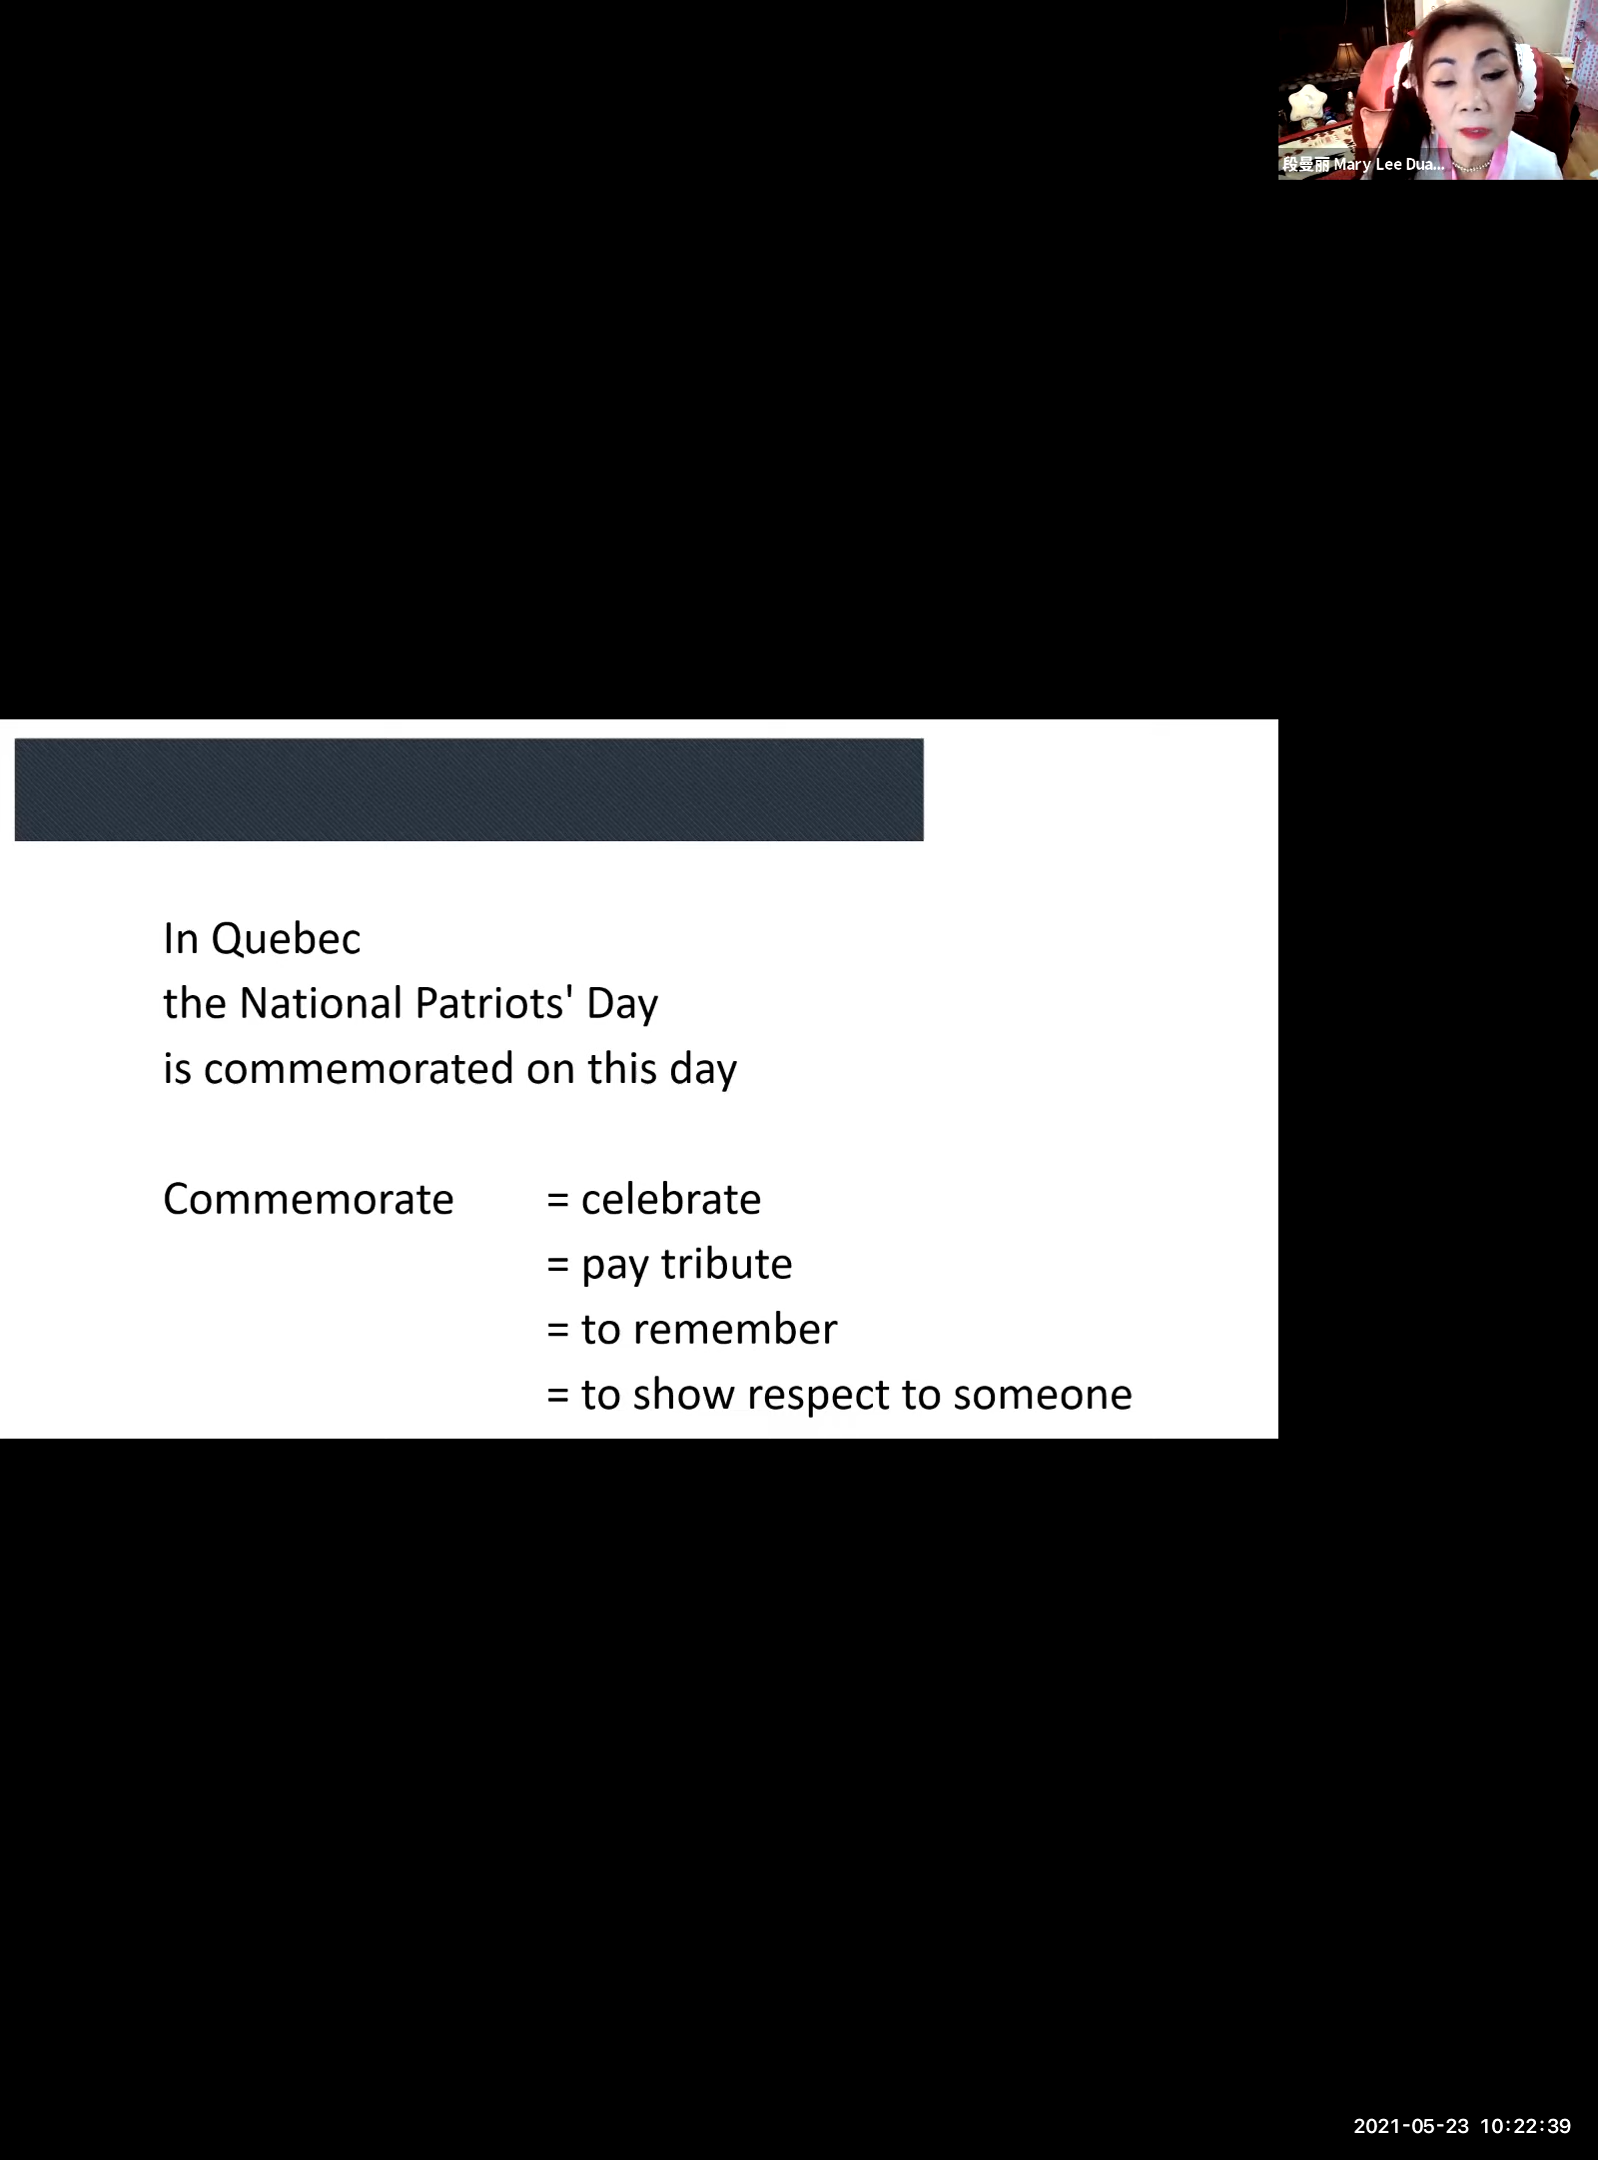 段曼丽 Mary Lee Dua...
In Quebec
the National Patriots' Day
is commemorated on this day
Commemorate = celebrate
= pay tribute
= to remember
= to show respect to someone
2021-05-23 10:22:39